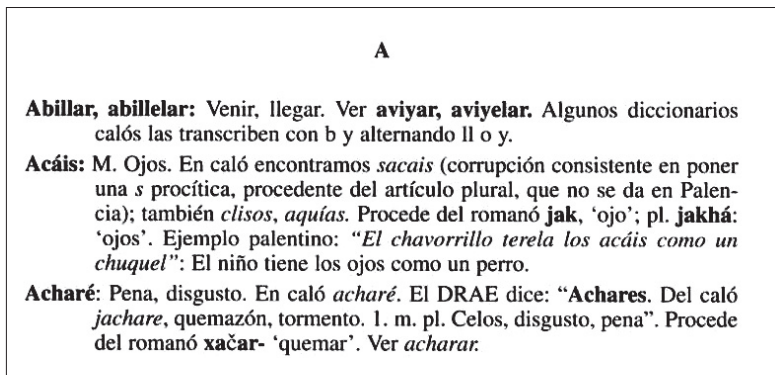 A
Abillar, abillelar: Venir, llegar. Ver aviyar, aviyelar. Algunos diccionarios
calós las transcriben con b y alternando ll o y.
Acáis: M. Ojos. En caló encontramos sacais (corrupción consistente en poner
una s procítica, procedente del artículo plural, que no se da en Palen-
cia); también clisos, aquías. Procede del romanó jak, ‘ojo’; pl. jakhá:
‘ojos’. Ejemplo palentino: “El chavorrillo terela los acáis como un
chuquel”: El niño tiene los ojos como un perro.
Acharé: Pena, disgusto. En caló acharé. El DRAE dice: “Achares. Del caló
jachare, quemazón, tormento. 1. m. pl. Celos, disgusto, pena”. Procede
del romanó xačar- ‘quemar’. Ver acharar.